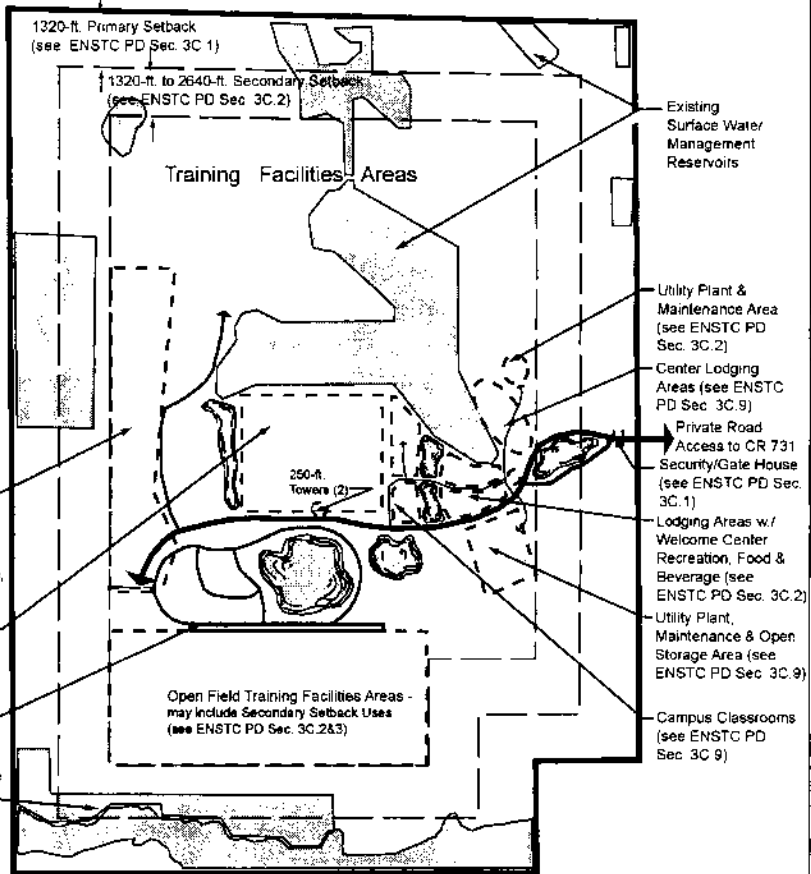 1320-ft. Primary Setback
(see ENSTC PD Sec. 3C 1)
1320-ft. to 2640-ft. Secondary Setback
(see ENSTC PD Sec. 3C.2)
Training Facilities Areas
Existing
Surface Water
Management
Reservoirs
Utility Plant &
Maintenance Area
(see ENSTC PD
Sec. 3C.2)
Center Lodging
Areas (see ENSTC
PD Sec. 3C.9)
Private Road
Access to CR 731
Security/Gate House
(see ENSTC PD Sec.
3C.1)
Lodging Areas w/
Welcome Center
Recreation, Food &
Beverage (see
ENSTC PD Sec. 3C.2)
Utility Plant,
Maintenance & Open
Storage Area (see
ENSTC PD Sec. 3C.9)
Campus Classrooms
(see ENSTC PD
Sec. 3C 9)
250-ft.
Towers (2)
Open Field Training Facilities Areas -
may include Secondary Setback Uses
(see ENSTC PD Sec. 3C.2&3)